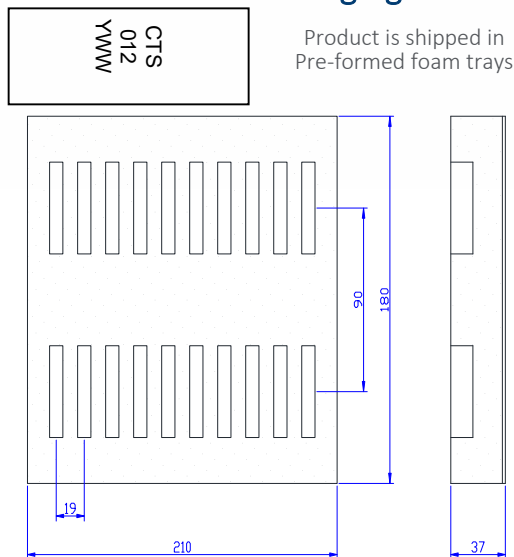 CTS
012
YWW
Product is shipped in
Pre-formed foam trays
90
180
19
210
37